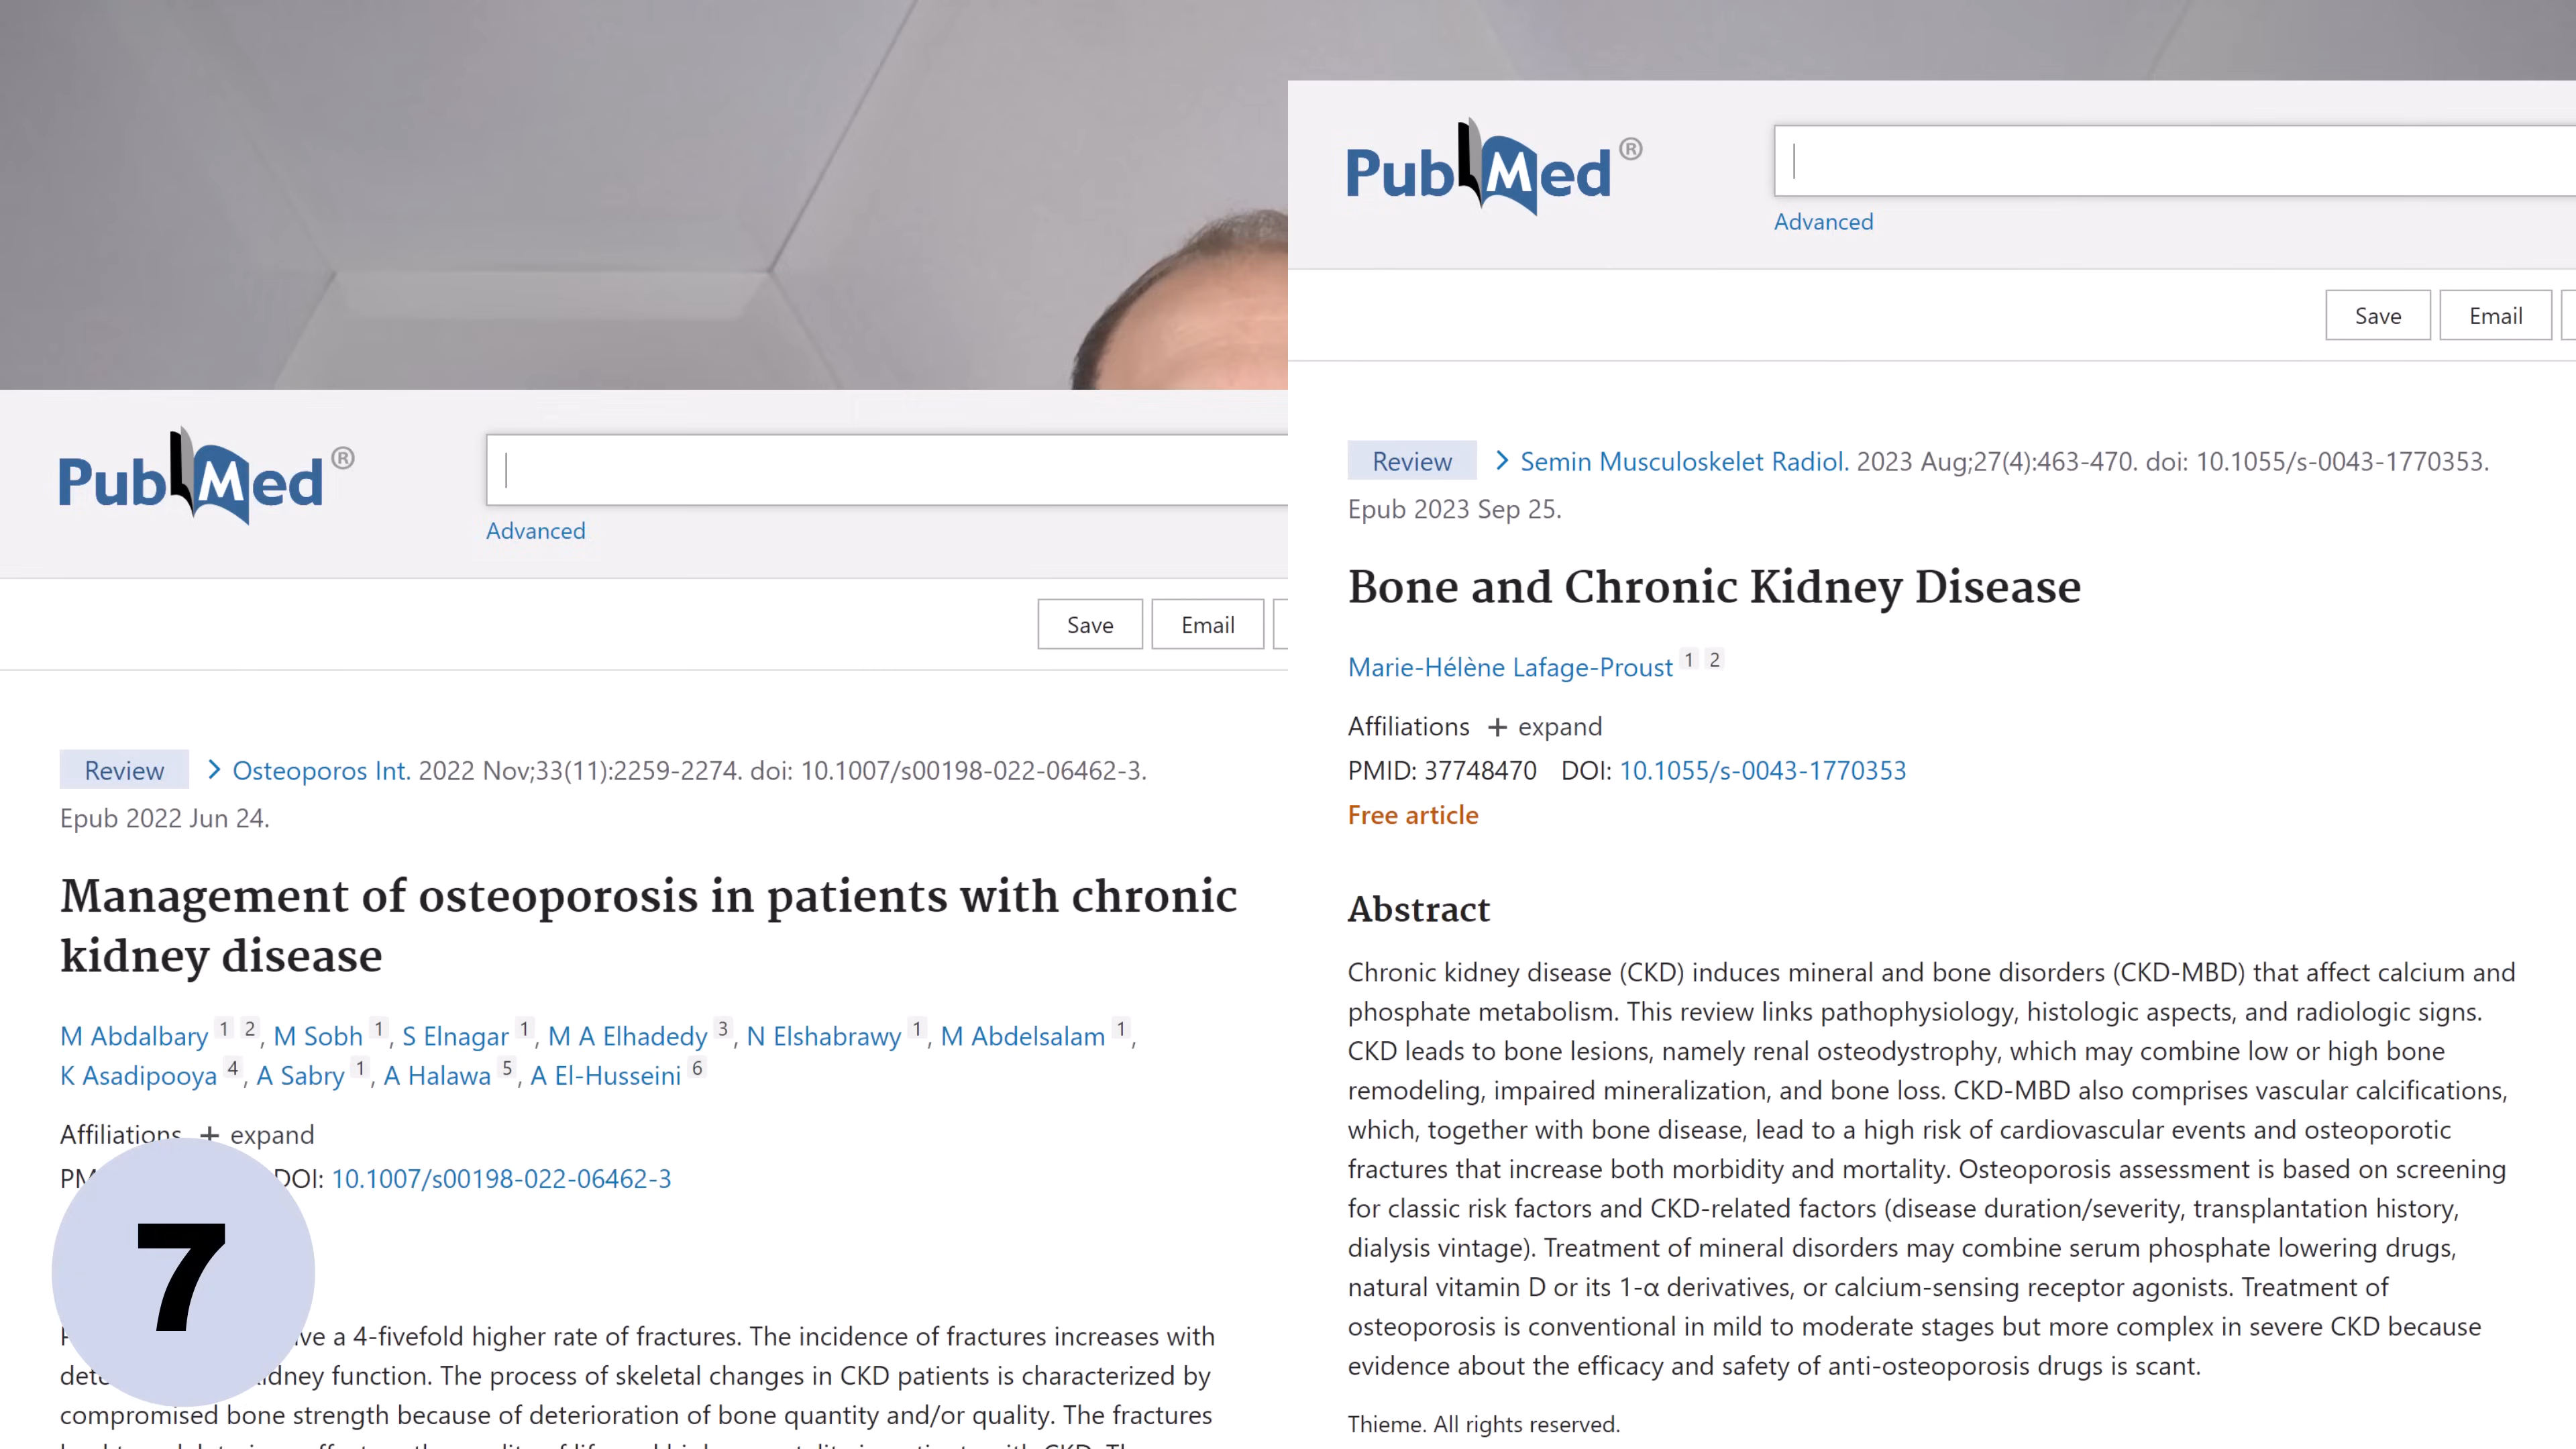 PubMed®
Advanced
Save Email
Review > Osteoporos Int. 2022 Nov;33(11):2259-2274. doi: 10.1007/s00198-022-06462-3.
Epub 2022 Jun 24.
Management of osteoporosis in patients with chronic
kidney disease
M Abdalbary 1 2, M Sobh 1, S Elnagar 1, M A Elhadedy 3, N Elshabrawy 1, M Abdelsalam 1,
K Asadipooya 4, A Sabry 1, A Halawa 5, A El-Husseini 6
Affiliations + expand
DOI: 10.1007/s00198-022-06462-3
7
a 4-fivefold higher rate of fractures. The incidence of fractures increases with
function. The process of skeletal changes in CKD patients is characterized by
compromised bone strength because of deterioration of bone quantity and/or quality. The fractures
PubMed®
Advanced
Save Email
Review > Semin Musculoskelet Radiol. 2023 Aug;27(4):463-470. doi: 10.1055/s-0043-1770353.
Epub 2023 Sep 25.
Bone and Chronic Kidney Disease
Marie-Hélène Lafage-Proust 1 2
Affiliations + expand
PMID: 37748470 DOI: 10.1055/s-0043-1770353
Free article
Abstract
Chronic kidney disease (CKD) induces mineral and bone disorders (CKD-MBD) that affect calcium and
phosphate metabolism. This review links pathophysiology, histologic aspects, and radiologic signs.
CKD leads to bone lesions, namely renal osteodystrophy, which may combine low or high bone
remodeling, impaired mineralization, and bone loss. CKD-MBD also comprises vascular calcifications,
which, together with bone disease, lead to a high risk of cardiovascular events and osteoporotic
fractures that increase both morbidity and mortality. Osteoporosis assessment is based on screening
for classic risk factors and CKD-related factors (disease duration/severity, transplantation history,
dialysis vintage). Treatment of mineral disorders may combine serum phosphate lowering drugs,
natural vitamin D or its 1-α derivatives, or calcium-sensing receptor agonists. Treatment of
osteoporosis is conventional in mild to moderate stages but more complex in severe CKD because
evidence about the efficacy and safety of anti-osteoporosis drugs is scant.
Thieme. All rights reserved.